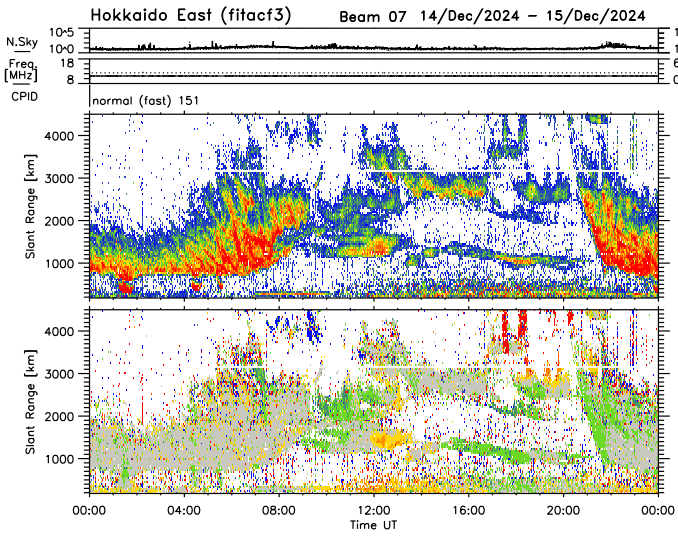 Hokkaido East (fitacf3) Beam 07 14/Dec/2024 – 15/Dec/2024
N.Sky 10^5 10^0 1 1
Freq. [MHz] 18 8 6 0
CPID normal (fast) 151
Slant Range [km] 4000 3000 2000 1000
Slant Range [km] 4000 3000 2000 1000
00:00 04:00 08:00 12:00 16:00 20:00 00:00
Time UT